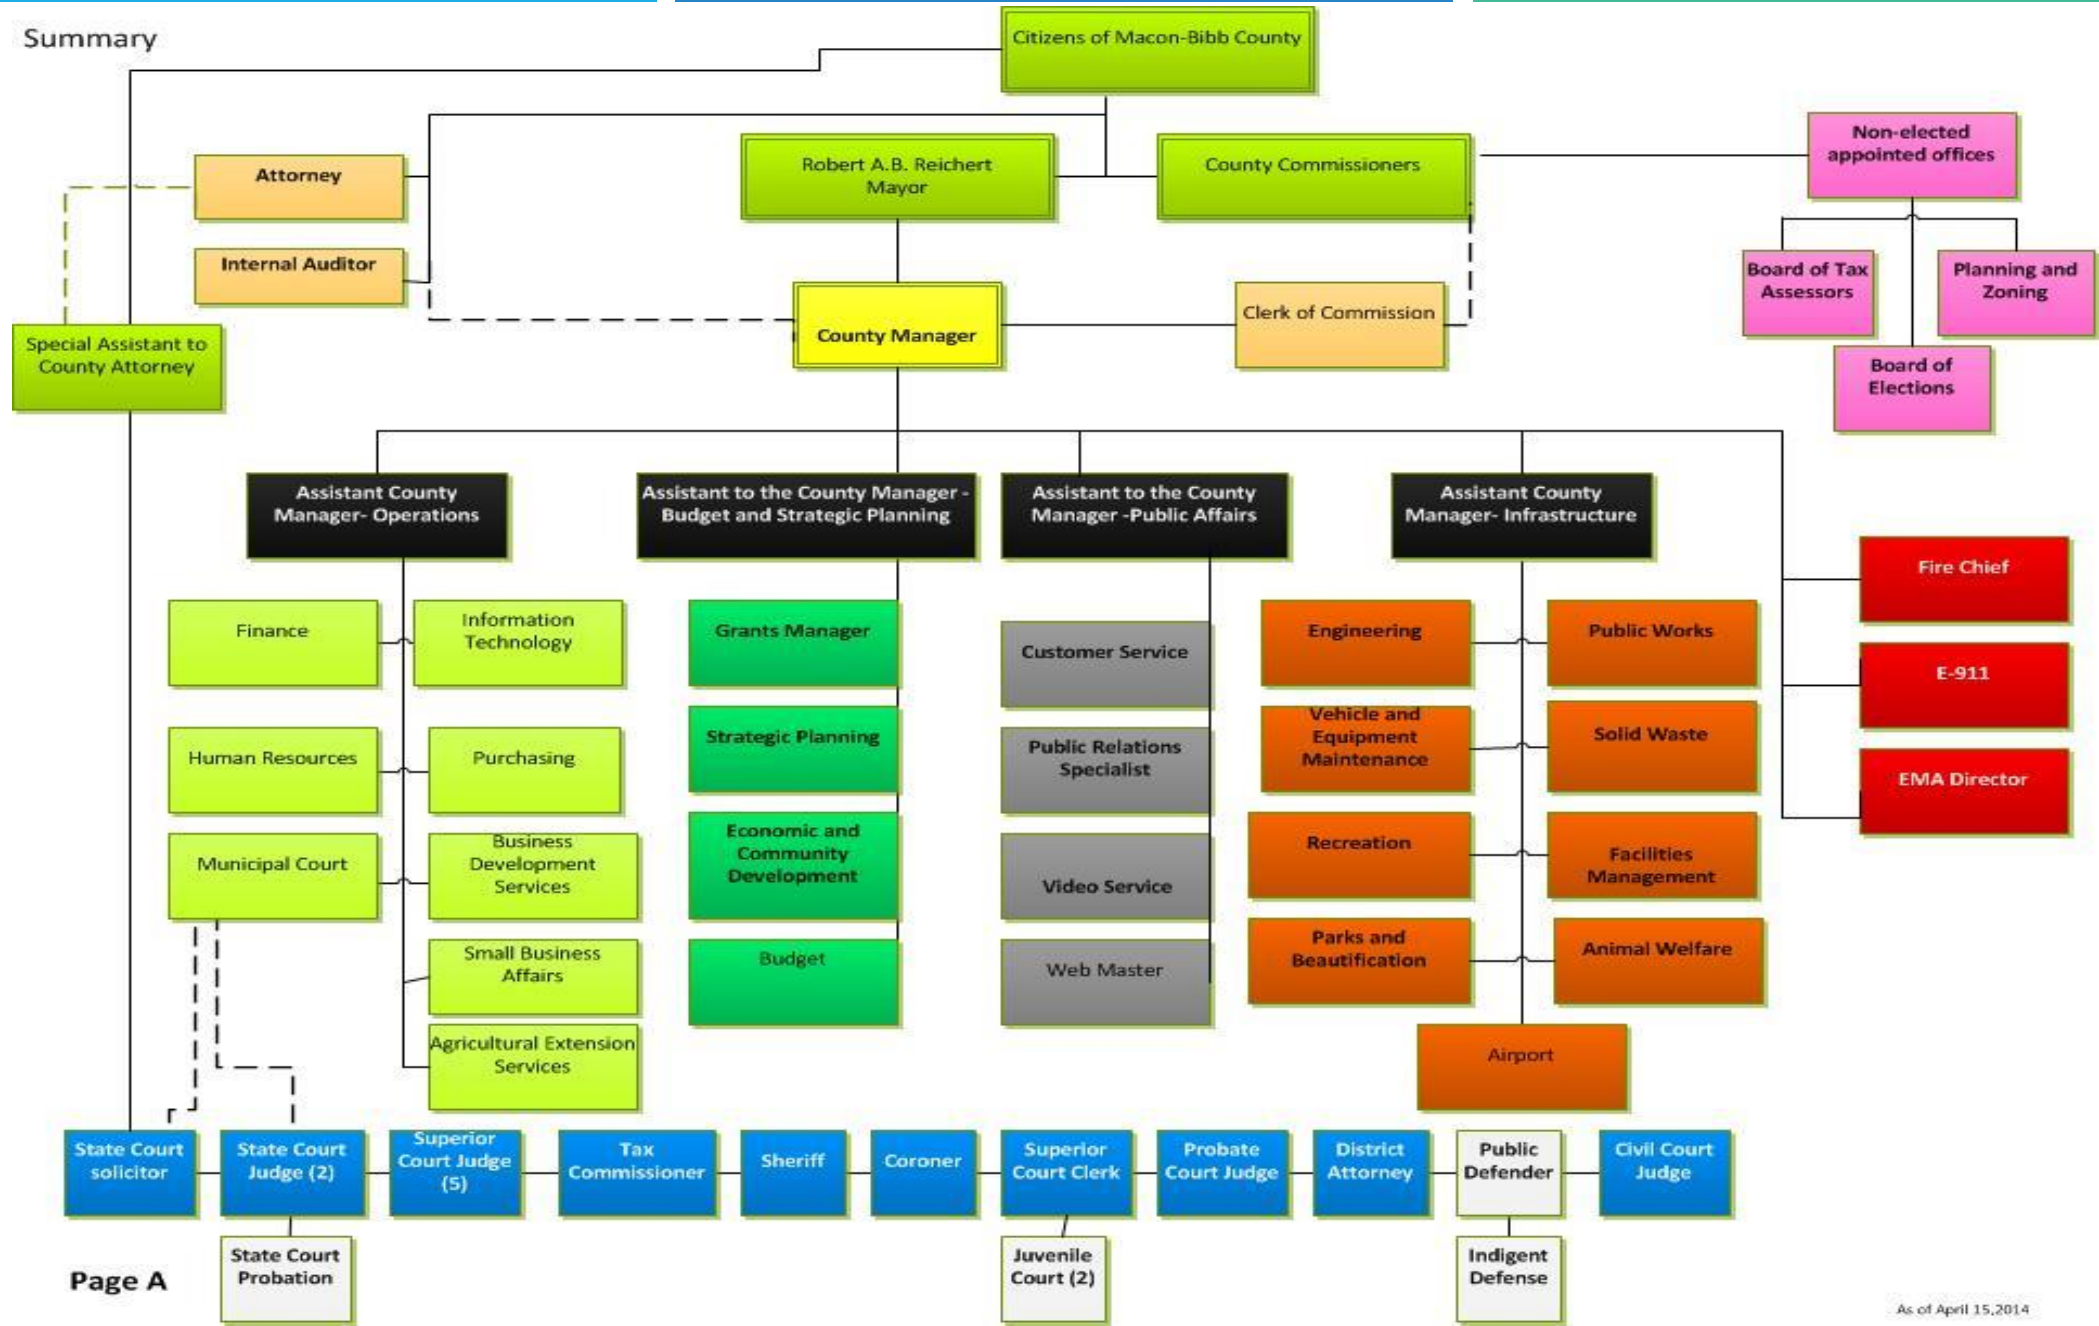 Summary
Citizens of Macon-Bibb County
Robert A.B. Reichert
Mayor
County Commissioners
Non-elected
appointed offices
Attorney
Internal Auditor
Board of Tax
Assessors
Planning and
Zoning
Board of
Elections
County Manager
Clerk of Commission
Special Assistant to
County Attorney
Assistant County
Manager- Operations
Assistant to the County Manager -
Budget and Strategic Planning
Assistant to the County
Manager -Public Affairs
Assistant County
Manager- Infrastructure
Fire Chief
E-911
EMA Director
Finance
Information
Technology
Human Resources
Purchasing
Municipal Court
Business
Development
Services
Small Business
Affairs
Agricultural Extension
Services
Grants Manager
Strategic Planning
Economic and
Community
Development
Budget
Customer Service
Public Relations
Specialist
Video Service
Web Master
Engineering
Public Works
Vehicle and
Equipment
Maintenance
Solid Waste
Recreation
Facilities
Management
Parks and
Beautification
Animal Welfare
Airport
State Court
solicitor
State Court
Judge (2)
Superior
Court Judge
(5)
Tax
Commissioner
Sheriff
Coroner
Superior
Court Clerk
Probate
Court Judge
District
Attorney
Public
Defender
Civil Court
Judge
State Court
Probation
Juvenile
Court (2)
Indigent
Defense
Page A
As of April 15,2014